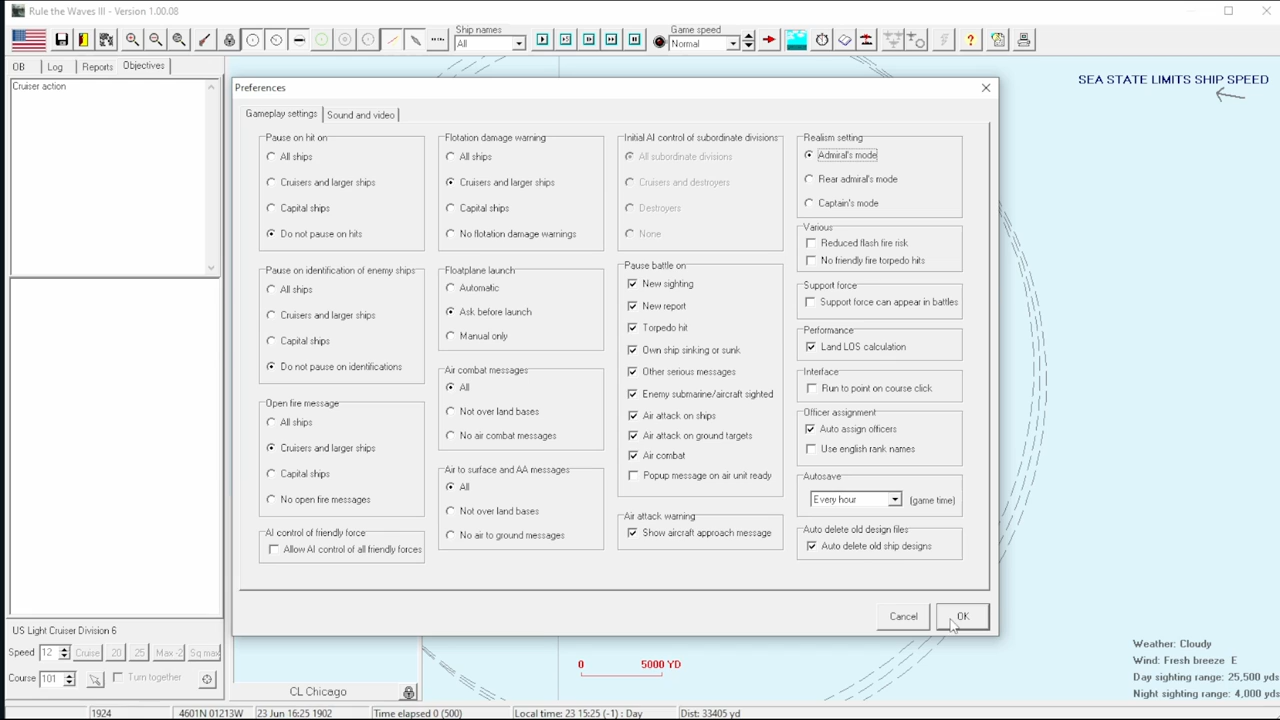 Rule the Waves III - Version 1.00.08
Ship names
All
Game speed
Normal
OB Log Reports Objectives
Cruiser action
SEA STATE LIMITS SHIP SPEED
Preferences
Gameplay settings
Sound and video
Pause on hit on
All ships
Cruisers and larger ships
Capital ships
Do not pause on hits
Pause on identification of enemy ships
All ships
Cruisers and larger ships
Capital ships
Do not pause on identifications
Open fire message
All ships
Cruisers and larger ships
Capital ships
No open fire messages
AI control of friendly force
Allow AI control of all friendly forces
Flotation damage warning
All ships
Cruisers and larger ships
Capital ships
No flotation damage warnings
Floatplane launch
Automatic
Ask before launch
Manual only
Air combat messages
All
Not over land bases
No air combat messages
Air to surface and AA messages
All
Not over land bases
No air to ground messages
Initial AI control of subordinate divisions
All subordinate divisions
Cruisers and destroyers
Destroyers
None
Pause battle on
New sighting
New report
Torpedo hit
Own ship sinking or sunk
Other serious messages
Enemy submarine/aircraft sighted
Air attack on ships
Air attack on ground targets
Air combat
Popup message on air unit ready
Air attack warning
Show aircraft approach message
Realism setting
Admiral's mode
Rear admiral's mode
Captain's mode
Various
Reduced flash fire risk
No friendly fire torpedo hits
Support force
Support force can appear in battles
Performance
Land LOS calculation
Interface
Run to point on course click
Officer assignment
Auto assign officers
Use english rank names
Autosave
Every hour (game time)
Auto delete old design files
Auto delete old ship designs
Cancel
OK
US Light Cruiser Division 6
Speed 12 Cruise 20 25 Max -2 Sq max
Course 101 Turn together
CL Chicago
0 5000 YD
Weather: Cloudy
Wind: Fresh breeze E
Day sighting range: 25,500 yds
Night sighting range: 4,000 yds
1924 4601N 01213W 23 Jun 16:25 1902 Time elapsed 0 (500) Local time: 23 15:25 (-1) : Day Dist: 33405 yd